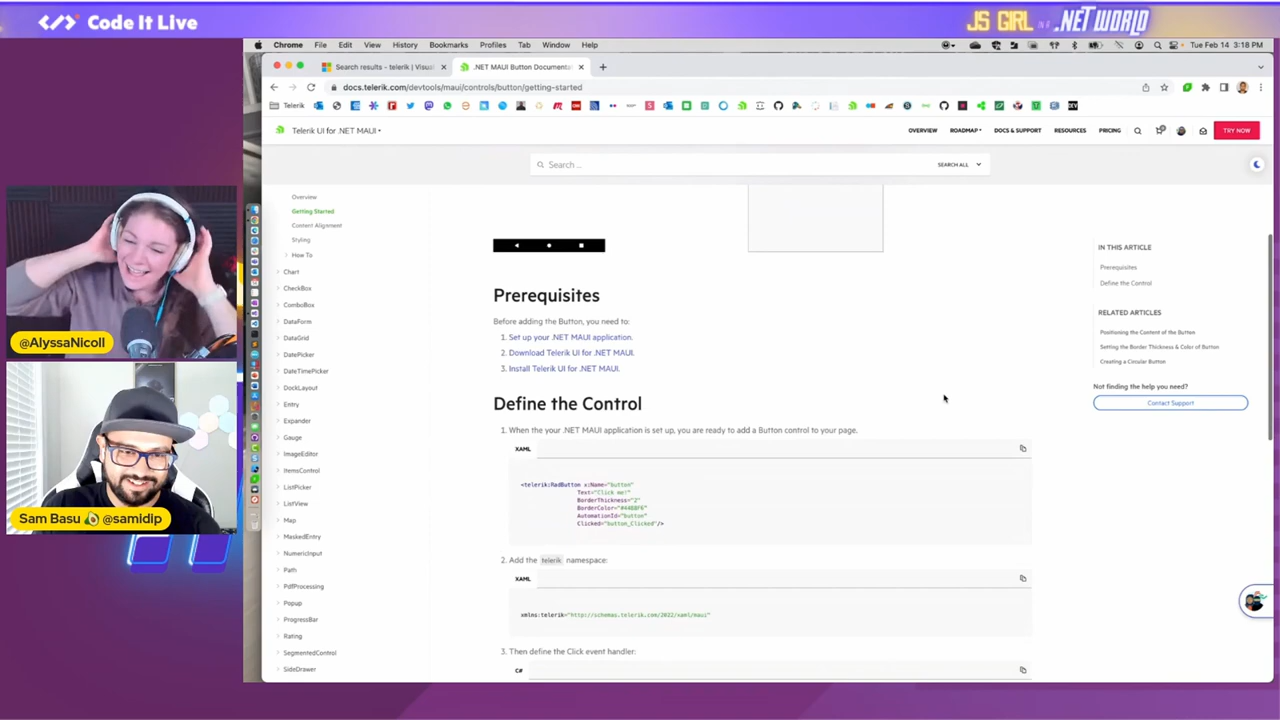 </> Code It Live
JS GIRL IN A .NET WORLD
Chrome File Edit View History Bookmarks Profiles Tab Window Help
Tue Feb 14 3:18 PM
Search results - telerik | Visual
.NET MAUI Button Documenta
docs.telerik.com/devtools/maui/controls/button/getting-started
Telerik
Telerik UI for .NET MAUI
OVERVIEW ROADMAP DOCS & SUPPORT RESOURCES PRICING TRY NOW
Search ...
SEARCH ALL
Overview
Getting Started
Content Alignment
Styling
How To
Chart
CheckBox
ComboBox
DataForm
DataGrid
DatePicker
DateTimePicker
DockLayout
Entry
Expander
Gauge
ImageEditor
ItemsControl
ListPicker
ListView
Map
MaskedEntry
NumericInput
Path
PdfProcessing
Popup
ProgressBar
Rating
SegmentedControl
SideDrawer
Prerequisites
Before adding the Button, you need to:
1. Set up your .NET MAUI application.
2. Download Telerik UI for .NET MAUI.
3. Install Telerik UI for .NET MAUI.
Define the Control
1. When the your .NET MAUI application is set up, you are ready to add a Button control to your page.
XAML
<telerik:RadButton x:Name="button"
Text="Click me!"
BorderThickness="2"
BorderColor="#4488F6"
AutomationId="button"
Clicked="button_Clicked"/>
2. Add the telerik namespace:
XAML
xmlns:telerik="http://schemas.telerik.com/2022/xaml/maui"
3. Then define the Click event handler:
C#
IN THIS ARTICLE
Prerequisites
Define the Control
RELATED ARTICLES
Positioning the Content of the Button
Setting the Border Thickness & Color of Button
Creating a Circular Button
Not finding the help you need?
Contact Support
@AlyssaNicoll
Sam Basu 🥑 @samidip